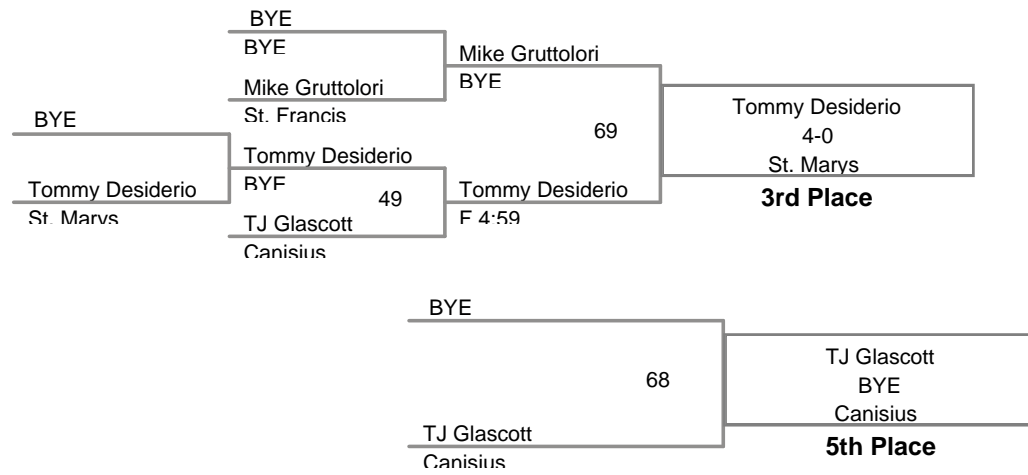 BYE
BYE
Mike Gruttolori
St. Francis
Mike Gruttolori
BYE
BYE
Tommy Desiderio
St. Marys
Tommy Desiderio
BYE
49
TJ Glascott
Canisius
Tommy Desiderio
F 4:59
69
Tommy Desiderio
4-0
St. Marys
3rd Place
BYE
68
TJ Glascott
Canisius
TJ Glascott
BYE
Canisius
5th Place